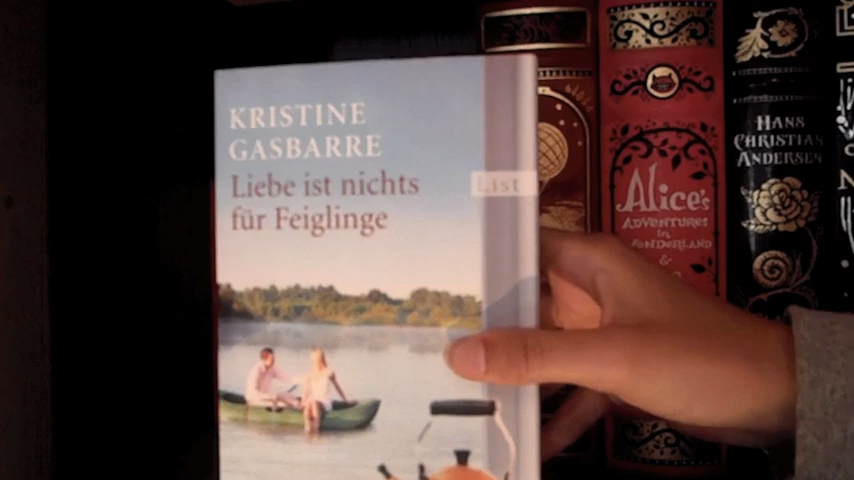 KRISTINE
GASBARRE
Liebe ist nichts
für Feiglinge
List
Alice's
ADVENTURES
in
WONDERLAND
&
HANS
CHRISTIAN
ANDERSEN